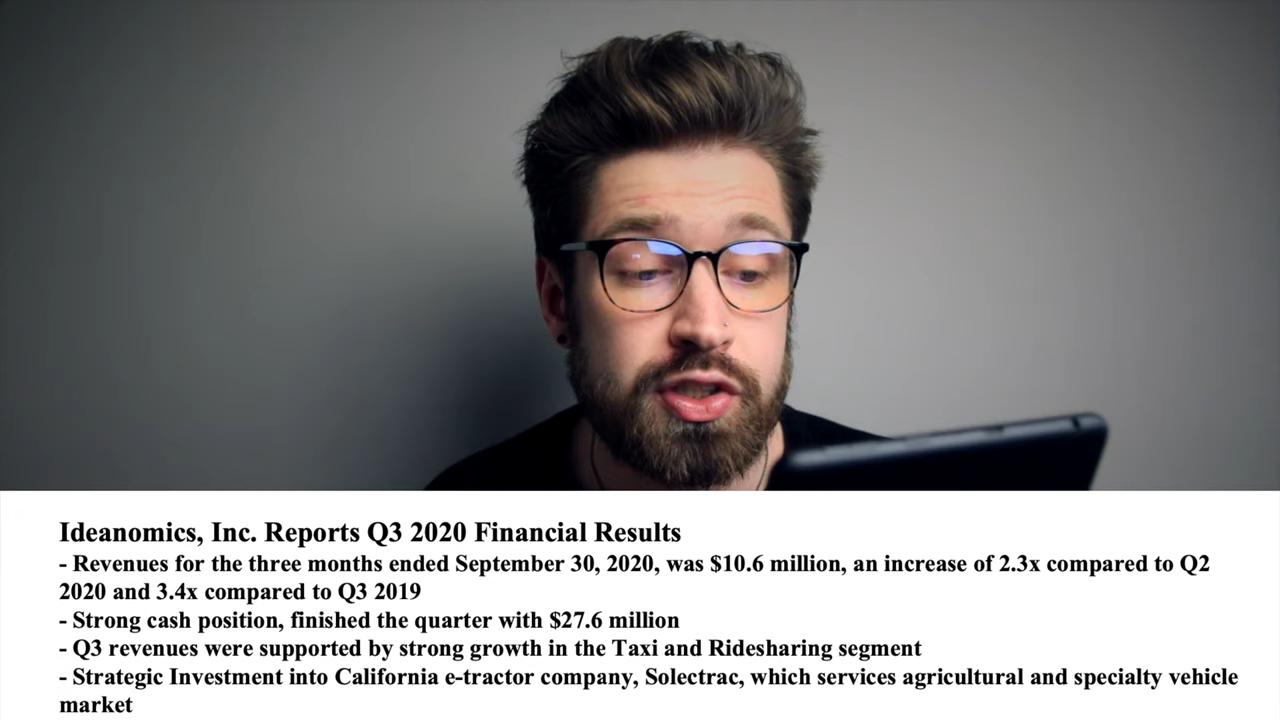 Ideanomics, Inc. Reports Q3 2020 Financial Results
- Revenues for the three months ended September 30, 2020, was $10.6 million, an increase of 2.3x compared to Q2
2020 and 3.4x compared to Q3 2019
- Strong cash position, finished the quarter with $27.6 million
- Q3 revenues were supported by strong growth in the Taxi and Ridesharing segment
- Strategic Investment into California e-tractor company, Solectrac, which services agricultural and specialty vehicle
market